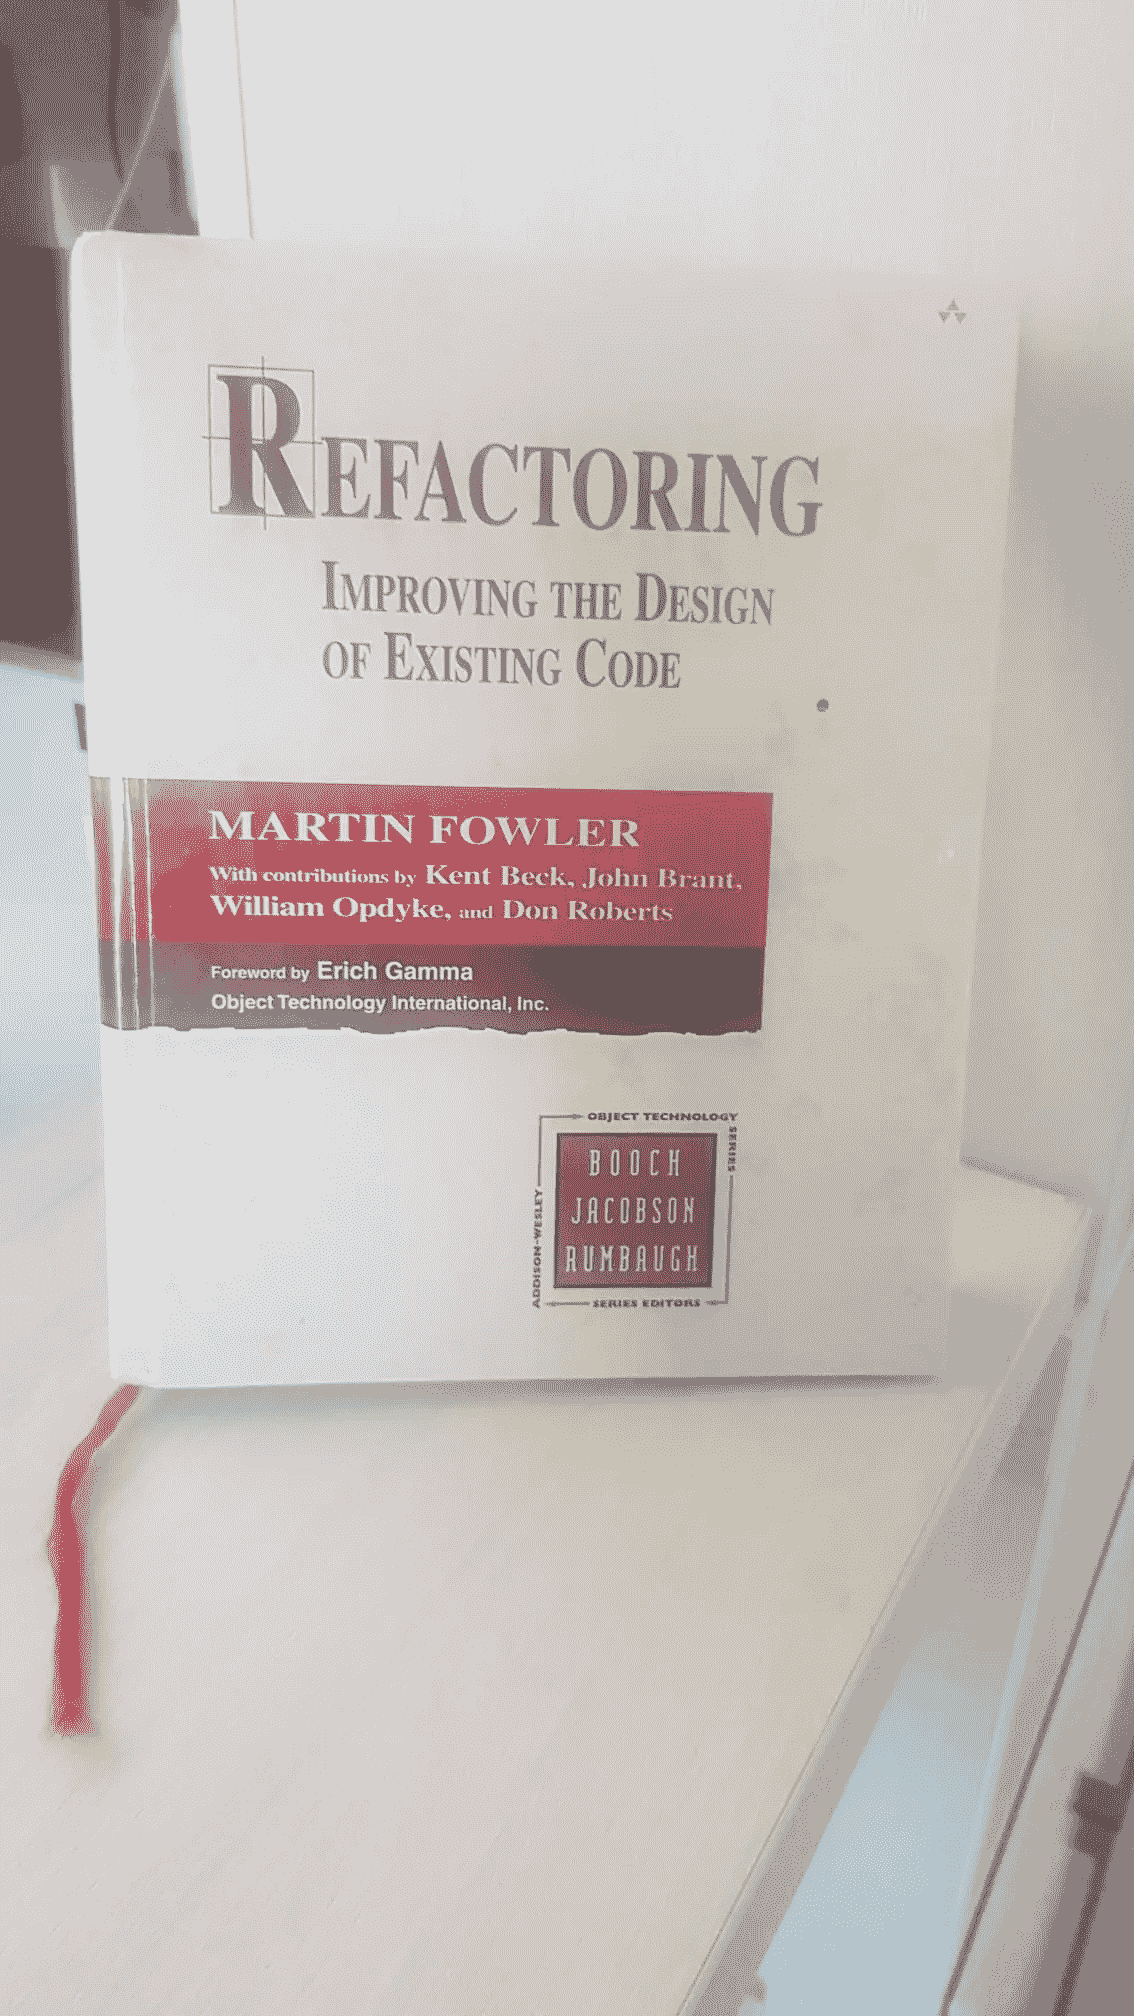 REFACTORING
IMPROVING THE DESIGN
OF EXISTING CODE
MARTIN FOWLER
With contributions by Kent Beck, John Brant,
William Opdyke, and Don Roberts
Foreword by Erich Gamma
Object Technology International, Inc.
OBJECT TECHNOLOGY
SERIES
BOOCH
JACOBSON
RUMBAUGH
ADDISON-WESLEY
SERIES EDITORS